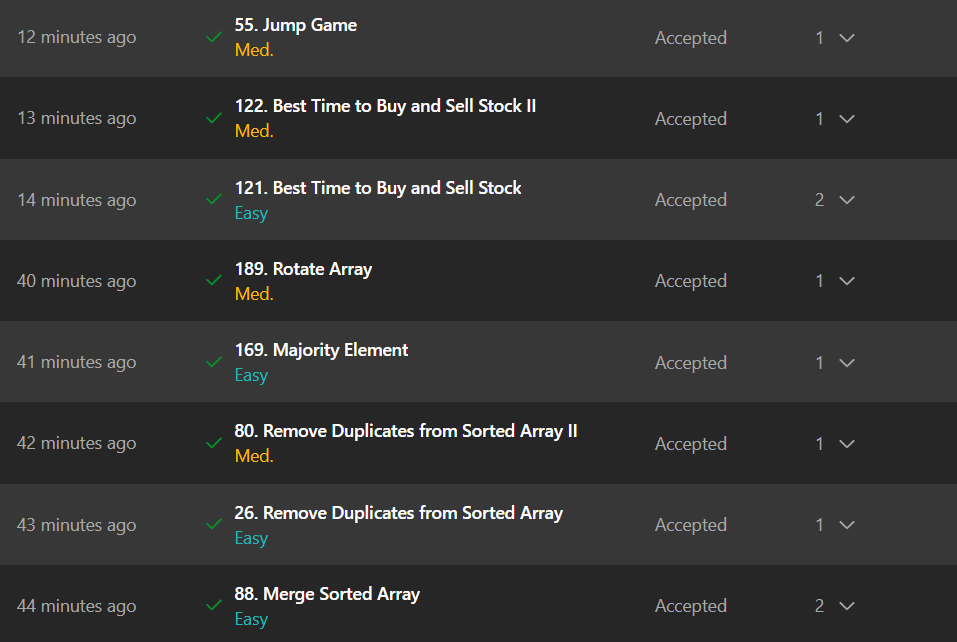 12 minutes ago
55. Jump Game
Med.
Accepted
1
13 minutes ago
122. Best Time to Buy and Sell Stock II
Med.
Accepted
1
14 minutes ago
121. Best Time to Buy and Sell Stock
Easy
Accepted
2
40 minutes ago
189. Rotate Array
Med.
Accepted
1
41 minutes ago
169. Majority Element
Easy
Accepted
1
42 minutes ago
80. Remove Duplicates from Sorted Array II
Med.
Accepted
1
43 minutes ago
26. Remove Duplicates from Sorted Array
Easy
Accepted
1
44 minutes ago
88. Merge Sorted Array
Easy
Accepted
2